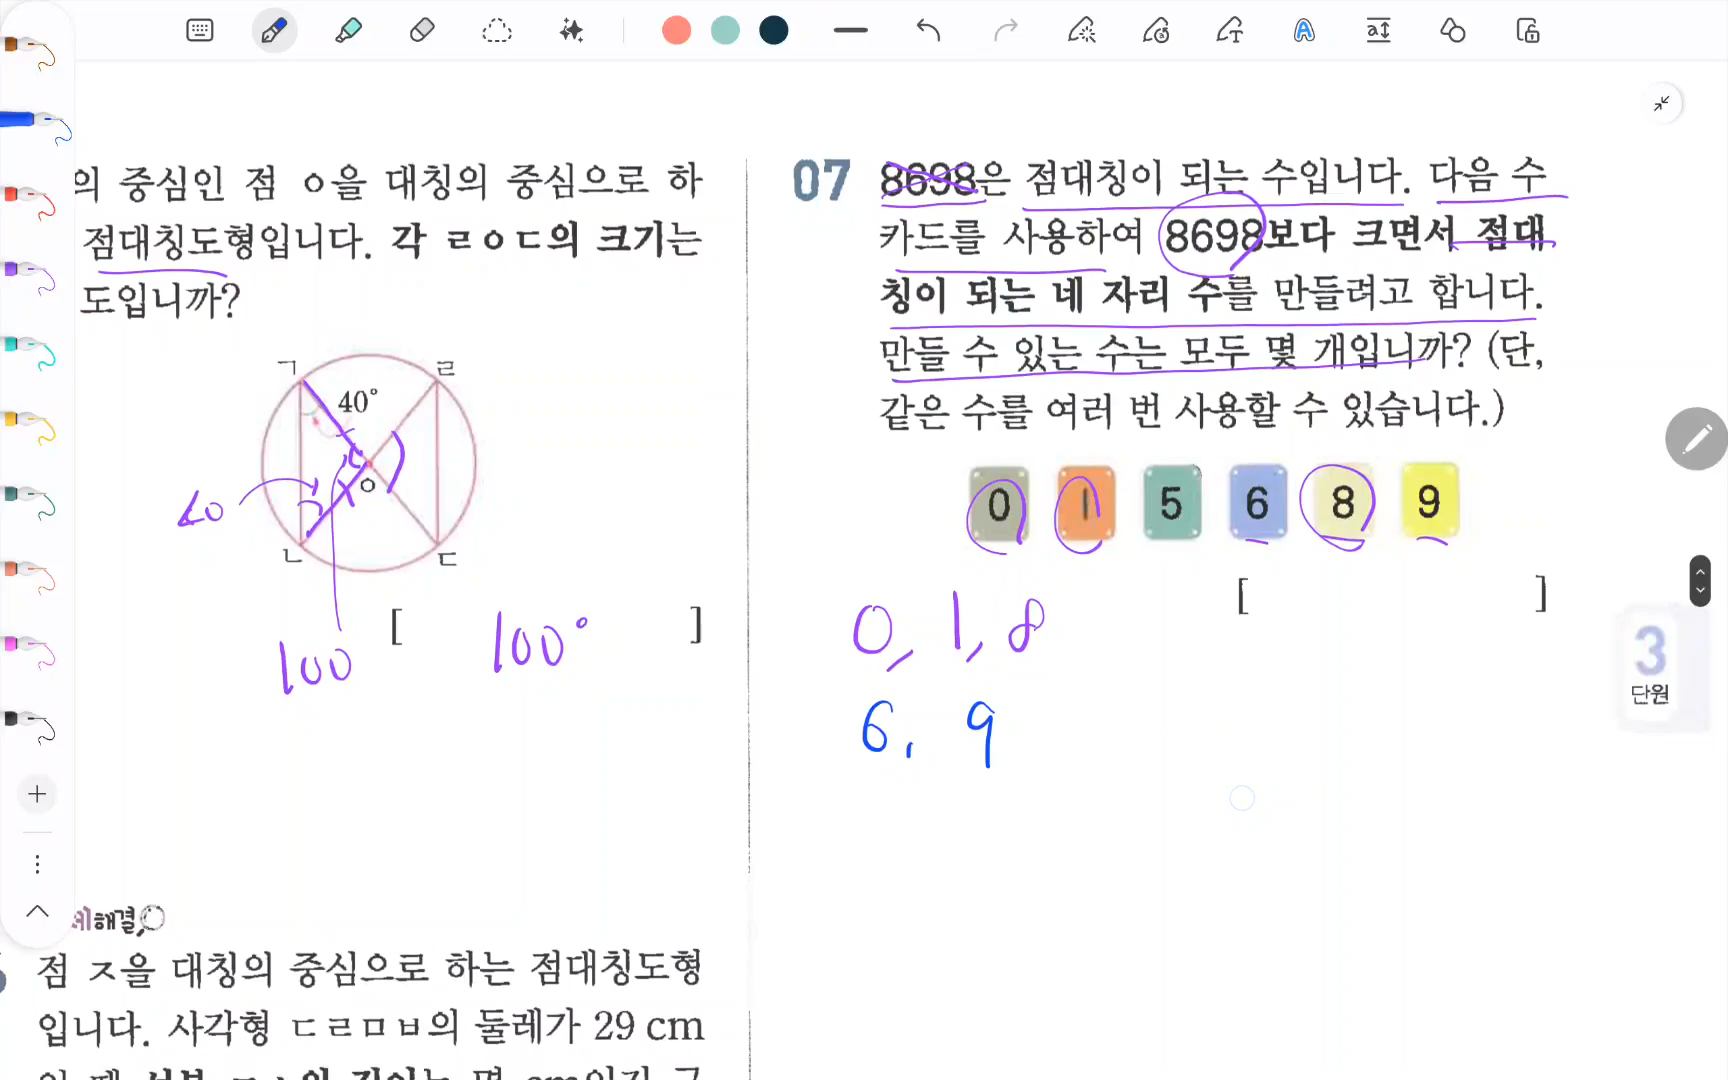 의 중심인 점 ㅇ을 대칭의 중심으로 하
점대칭도형입니다. 각 ㄹㅇㄷ의 크기는
도입니까?
ㄱ
ㄹ
40°
ㅇ
40
ㄴ
ㄷ
[ 100° ]
100
07 8698은 점대칭이 되는 수입니다. 다음 수
카드를 사용하여 8698보다 크면서 점대
칭이 되는 네 자리 수를 만들려고 합니다.
만들 수 있는 수는 모두 몇 개입니까? (단,
같은 수를 여러 번 사용할 수 있습니다.)
0 1 5 6 8 9
[ ]
0, 1, 8
6, 9
3
단원
해결
점 ㅈ을 대칭의 중심으로 하는 점대칭도형
입니다. 사각형 ㄷㄹㅁㅂ의 둘레가 29 cm